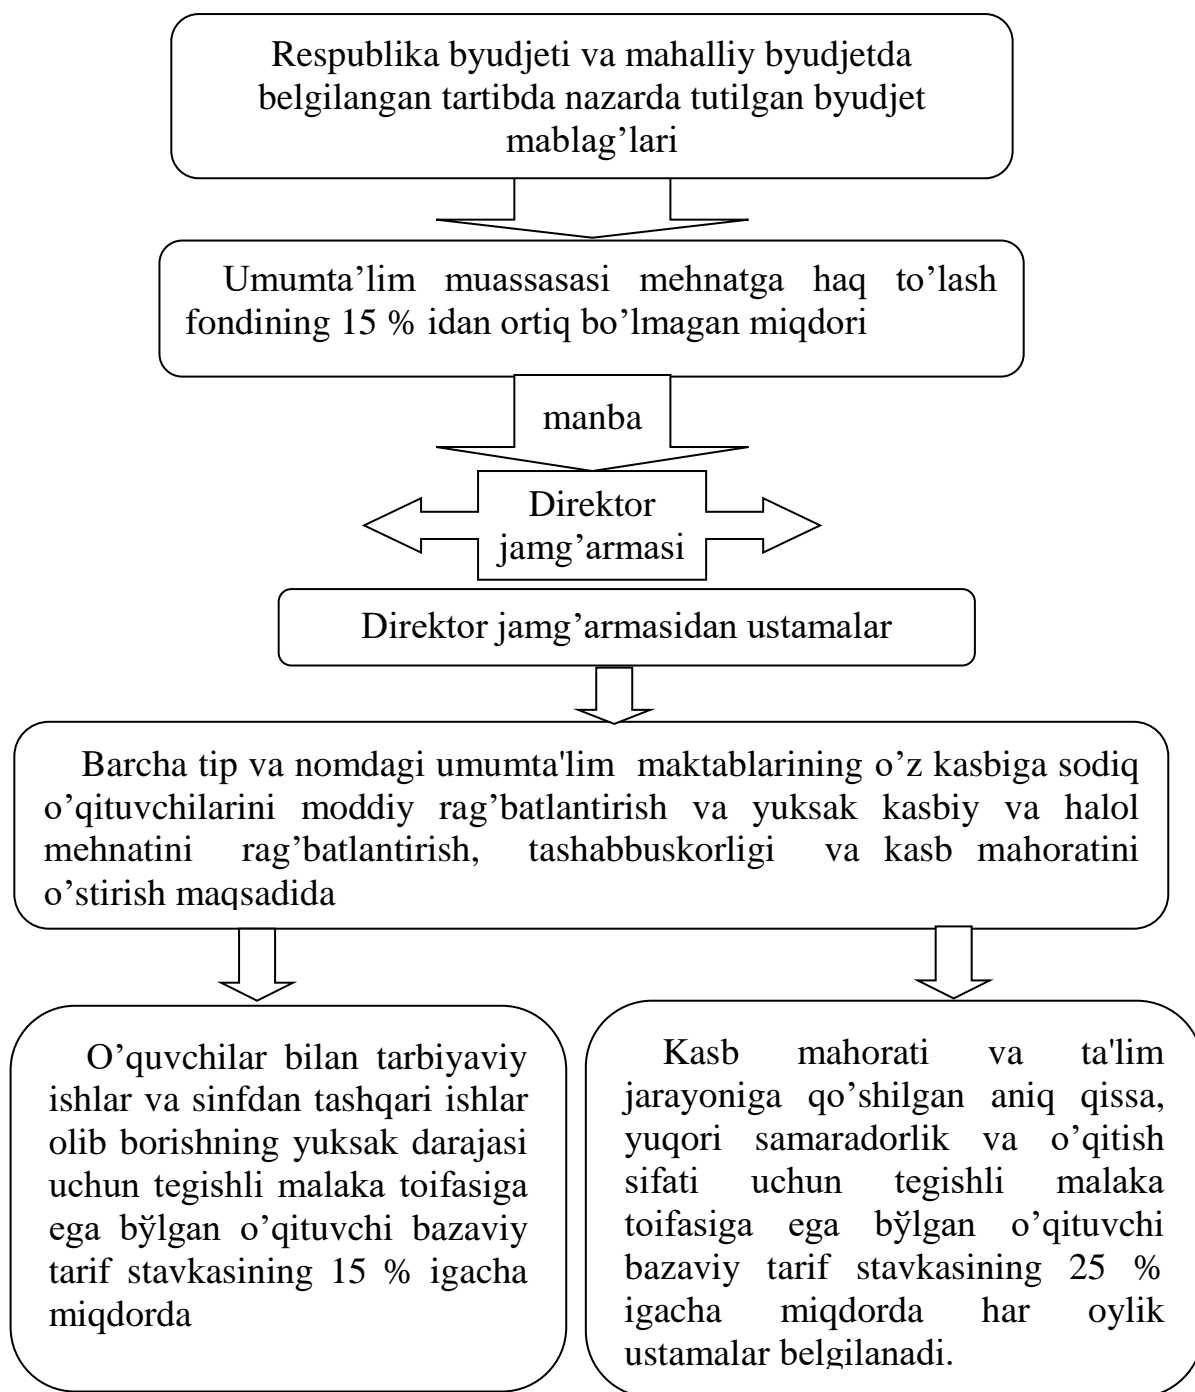 Respublika byudjeti va mahalliy byudjetda
belgilangan tartibda nazarda tutilgan byudjet
mablag’lari
Umumta’lim muassasasi mehnatga haq to’lash
fondining 15 % idan ortiq bo’lmagan miqdori
manba
Direktor
jamg’armasi
Direktor jamg’armasidan ustamalar
Barcha tip va nomdagi umumta'lim maktablarining o’z kasbiga sodiq
o’qituvchilarini moddiy rag’batlantirish va yuksak kasbiy va halol
mehnatini rag’batlantirish, tashabbuskorligi va kasb mahoratini
o’stirish maqsadida
O’quvchilar bilan tarbiyaviy
ishlar va sinfdan tashqari ishlar
olib borishning yuksak darajasi
uchun tegishli malaka toifasiga
ega bўlgan o’qituvchi bazaviy
tarif stavkasining 15 % igacha
miqdorda
Kasb mahorati va ta'lim
jarayoniga qo’shilgan aniq qissa,
yuqori samaradorlik va o’qitish
sifati uchun tegishli malaka
toifasiga ega bўlgan o’qituvchi
bazaviy tarif stavkasining 25 %
igacha miqdorda har oylik
ustamalar belgilanadi.